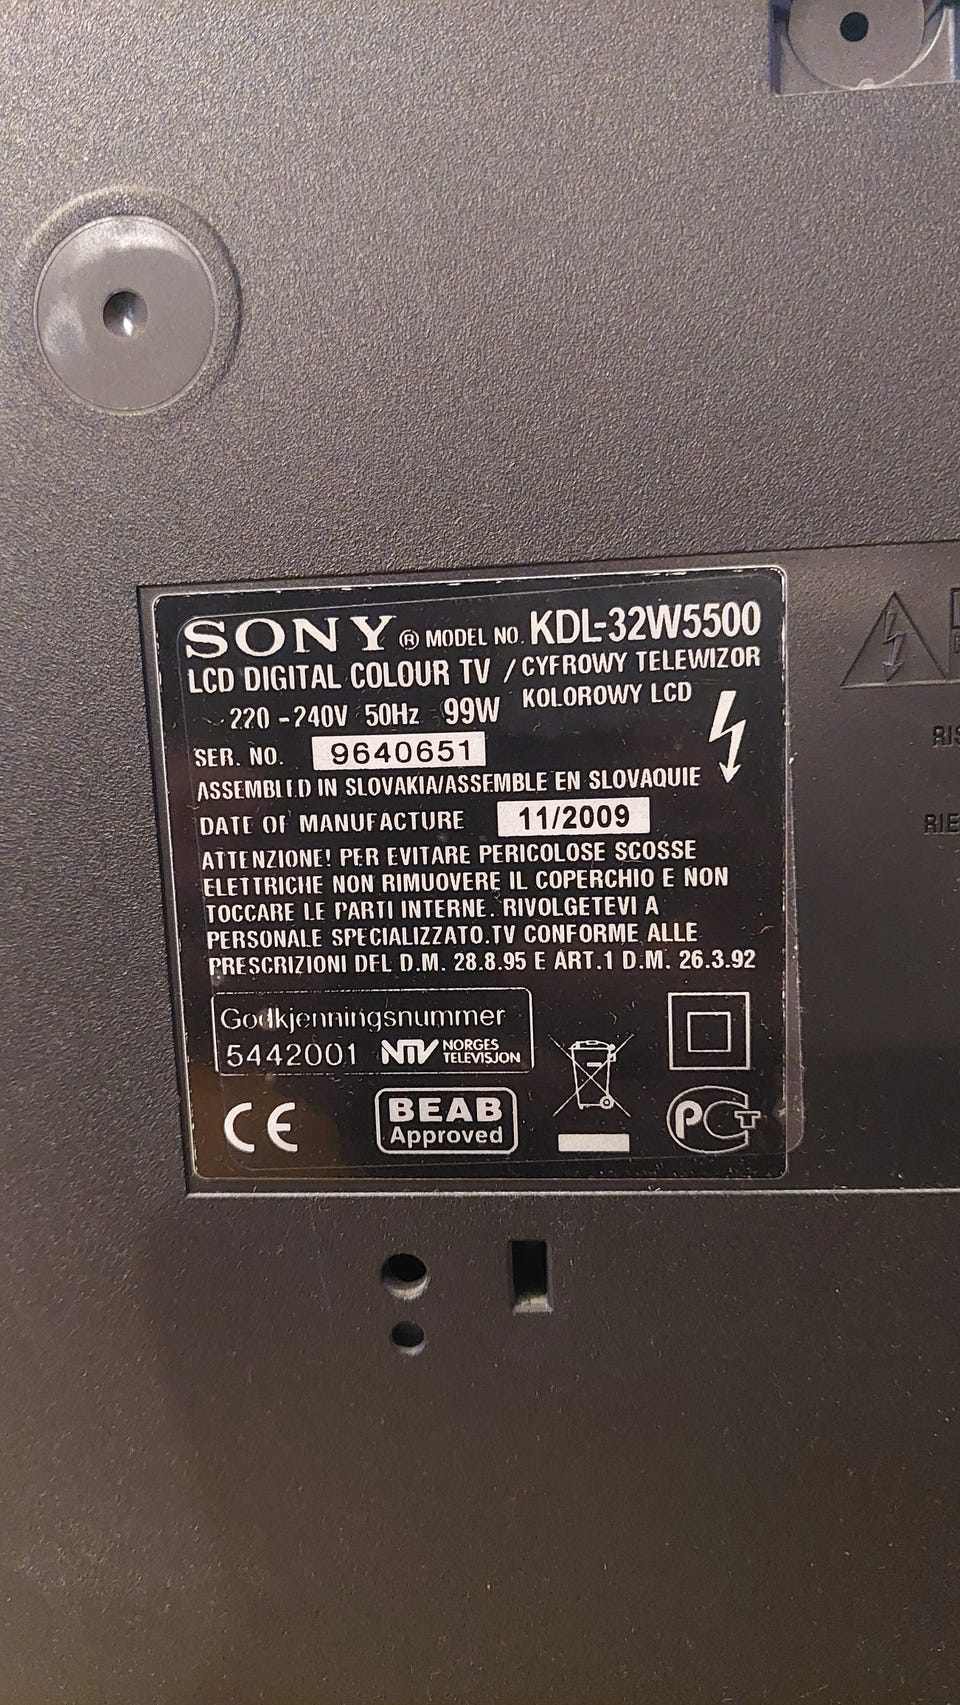 SONY ® MODEL NO. KDL-32W5500
LCD DIGITAL COLOUR TV / CYFROWY TELEWIZOR
KOLOROWY LCD
220 - 240V 50Hz 99W
SER. NO. 9640651
ASSEMBLED IN SLOVAKIA/ASSEMBLE EN SLOVAQUIE
DATE OF MANUFACTURE 11/2009
ATTENZIONE! PER EVITARE PERICOLOSE SCOSSE
ELETTRICHE NON RIMUOVERE IL COPERCHIO E NON
TOCCARE LE PARTI INTERNE. RIVOLGETEVI A
PERSONALE SPECIALIZZATO.TV CONFORME ALLE
PRESCRIZIONI DEL D.M. 28.8.95 E ART.1 D.M. 26.3.92
Godkjenningsnummer
5442001 NTV NORGES
TELEVISJON
CE
BEAB
Approved
РСТ
RIS
RIE